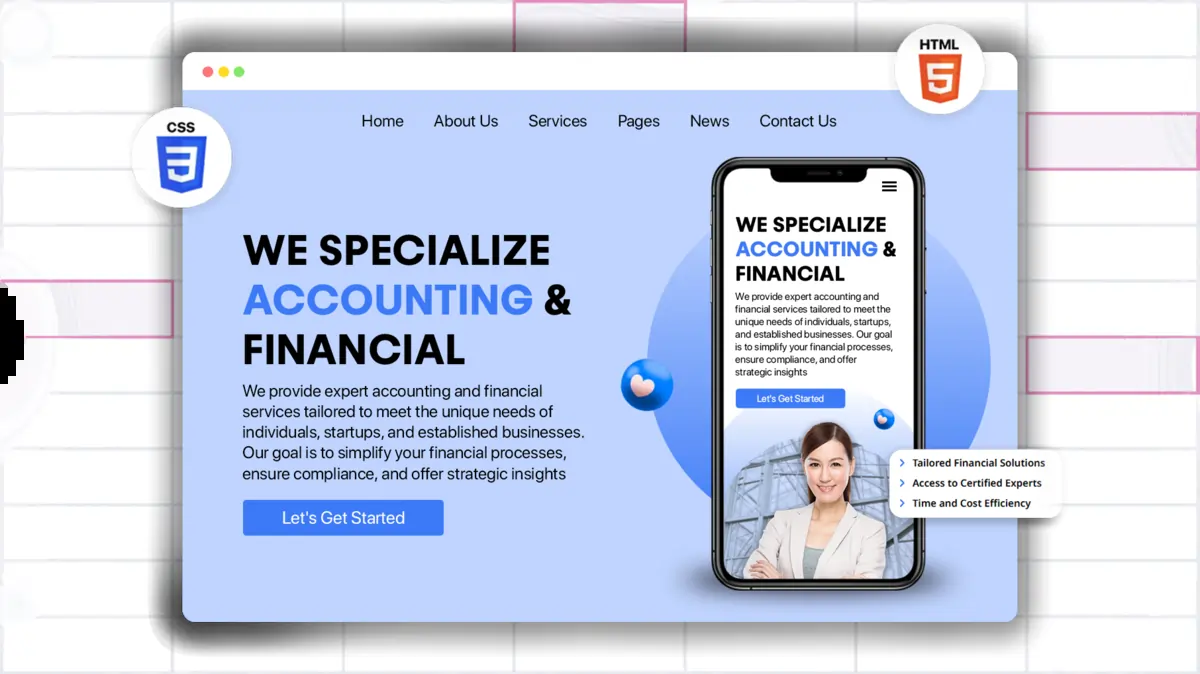 HTML
5
CSS
3
Home About Us Services Pages News Contact Us
WE SPECIALIZE
ACCOUNTING &
FINANCIAL
We provide expert accounting and financial
services tailored to meet the unique needs of
individuals, startups, and established businesses.
Our goal is to simplify your financial processes,
ensure compliance, and offer strategic insights
Let's Get Started
WE SPECIALIZE
ACCOUNTING &
FINANCIAL
We provide expert accounting and
financial services tailored to meet the
unique needs of individuals, startups,
and established businesses. Our goal
is to simplify your financial processes,
ensure compliance, and offer
strategic insights
Let's Get Started
Tailored Financial Solutions
Access to Certified Experts
Time and Cost Efficiency